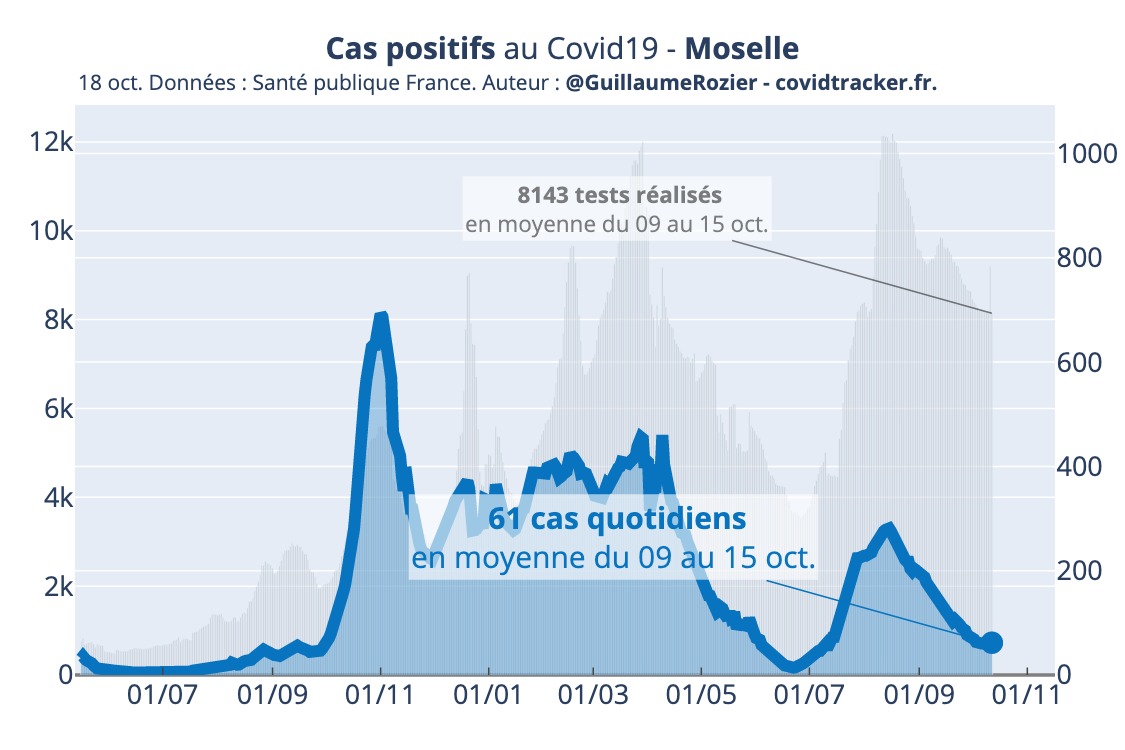 Cas positifs au Covid19 - Moselle
18 oct. Données : Santé publique France. Auteur : @GuillaumeRozier - covidtracker.fr.
12k
1000
8143 tests réalisés
en moyenne du 09 au 15 oct.
10k
800
8k
600
6k
400
4k
61 cas quotidiens
en moyenne du 09 au 15 oct.
2k
200
0
0
01/07
01/09
01/11
01/01
01/03
01/05
01/07
01/09
01/11